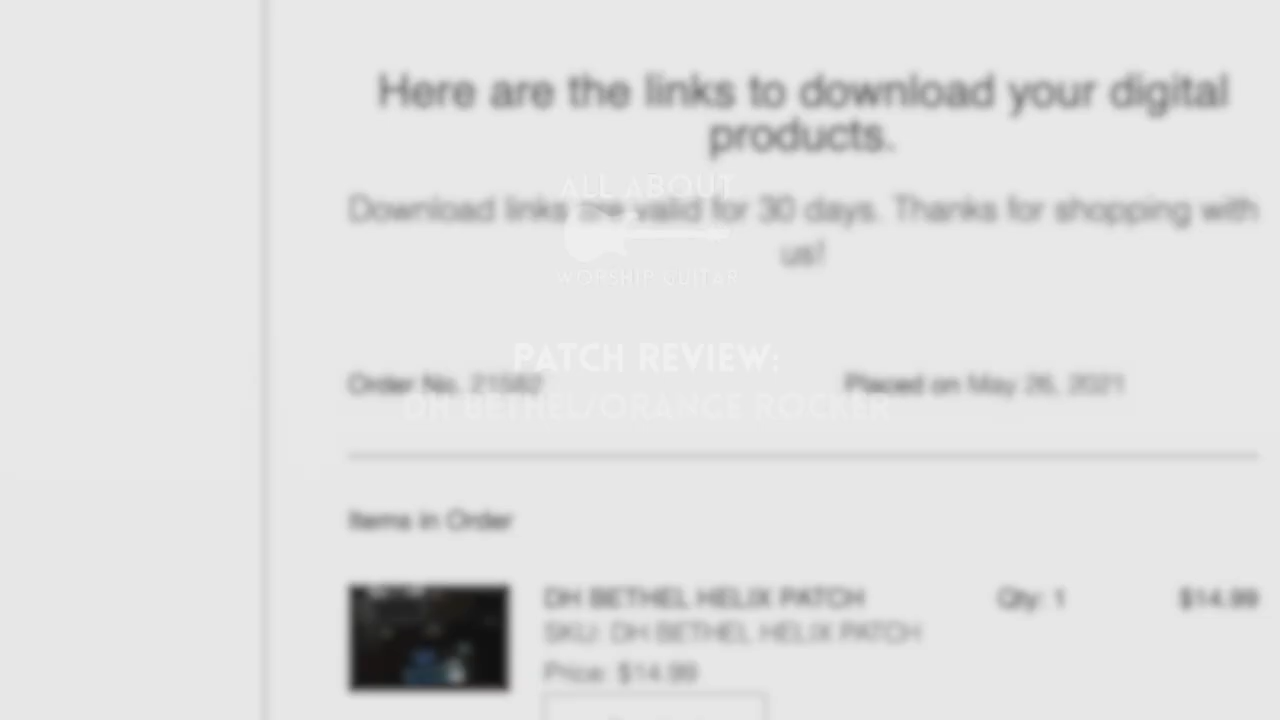 Here are the links to download your digital
products.
ALL ABOUT
Download links are valid for 30 days. Thanks for shopping with
us!
WORSHIP GUITAR
PATCH REVIEW:
Order No. 21582
Placed on May 26, 2021
DH BETHEL/ORANGE ROCKER
Items in Order
DH BETHEL HELIX PATCH
Qty: 1
$14.99
SKU: DH BETHEL HELIX PATCH
Price: $14.99